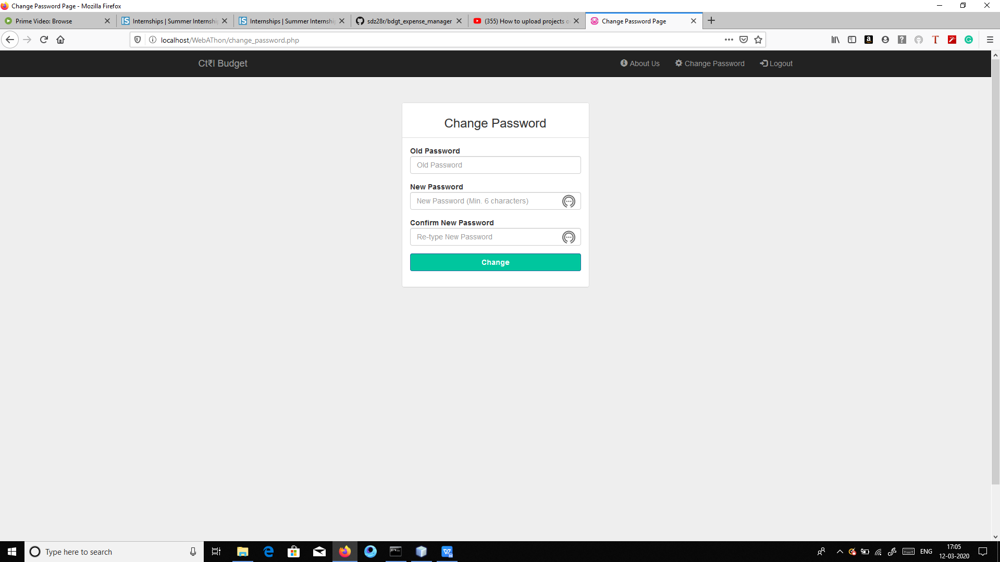 Change Password Page - Mozilla Firefox
Prime Video: Browse
Internships | Summer Internshi
Internships | Summer Internshi
sdz28r/bdgt_expense_manager
(355) How to upload projects o
Change Password Page
localhost/WebAThon/change_password.php
Ct₹l Budget
About Us
Change Password
Logout
Change Password
Old Password
Old Password
New Password
New Password (Min. 6 characters)
Confirm New Password
Re-type New Password
Change
Type here to search
ENG
17:05
12-03-2020